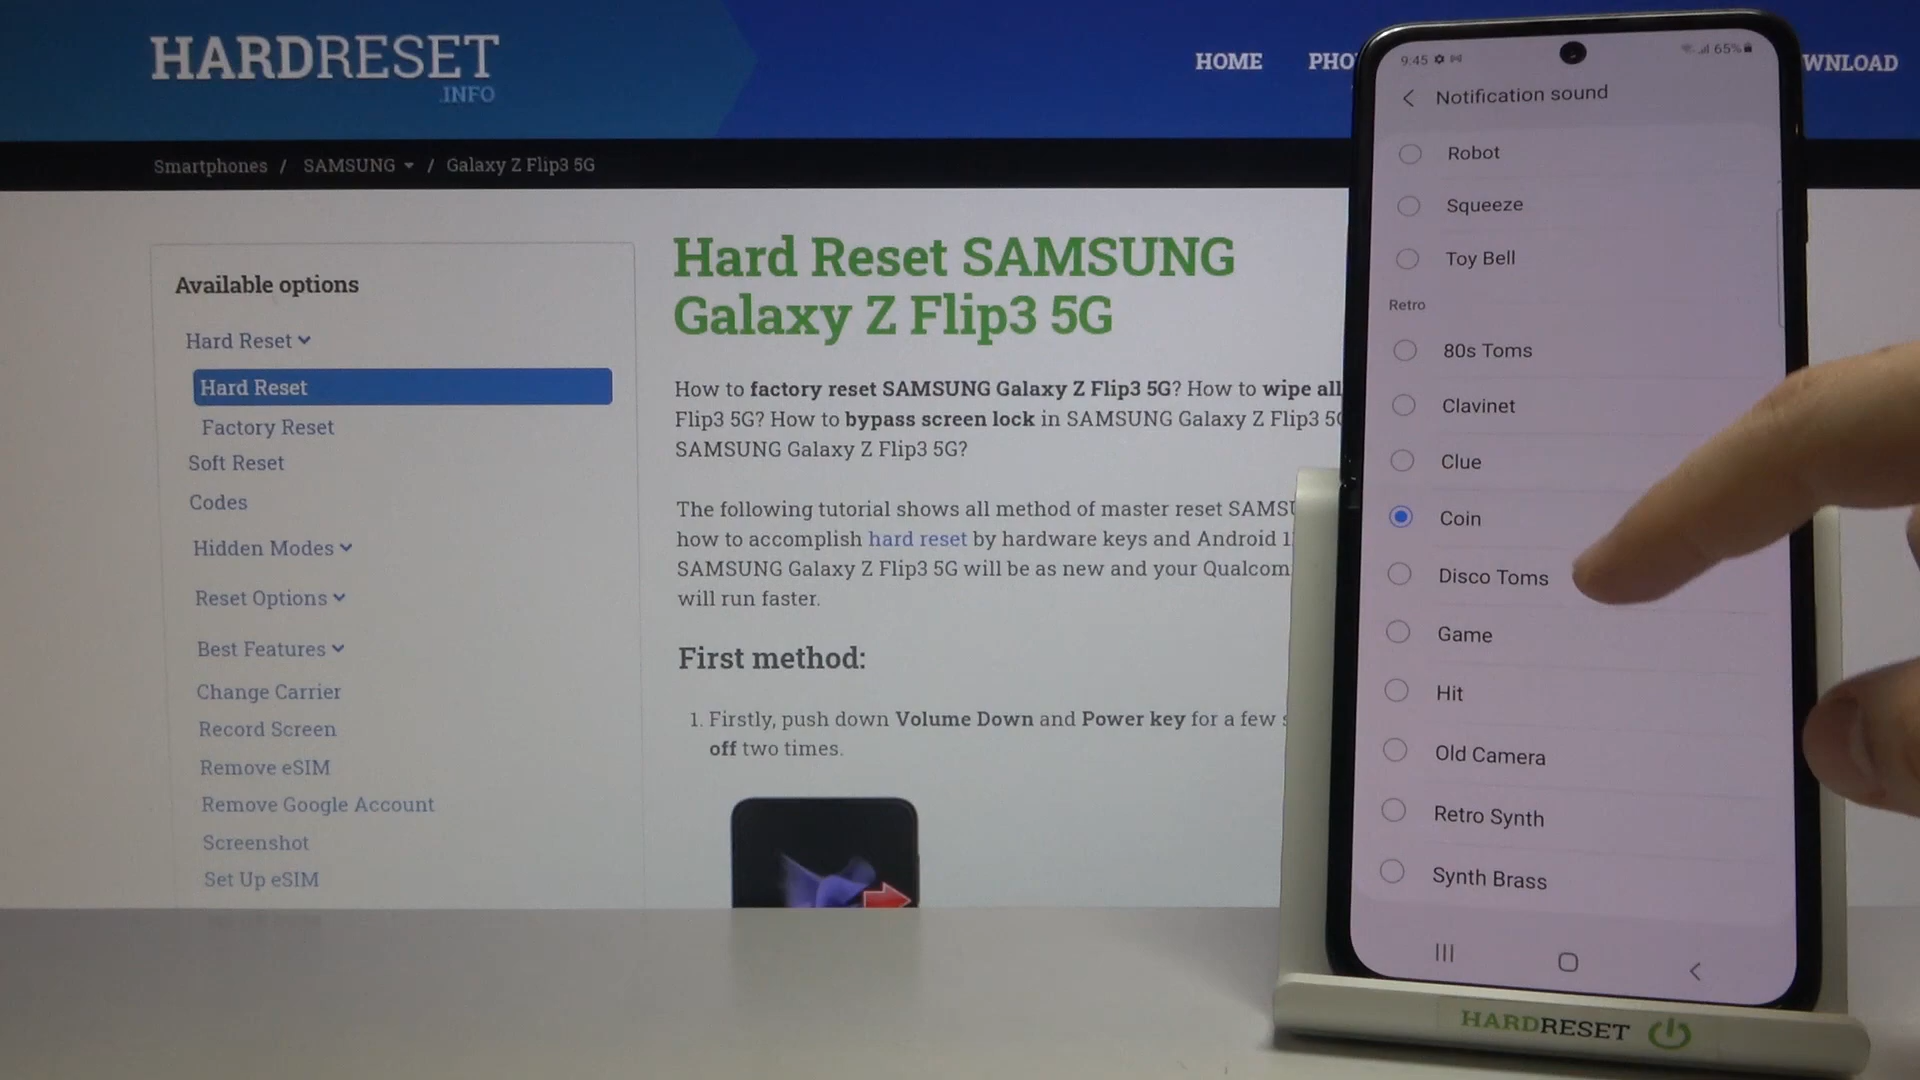 HARDRESET
.INFO
HOME
PHO
WNLOAD
Smartphones / SAMSUNG / Galaxy Z Flip3 5G
Available options
Hard Reset
Hard Reset
Factory Reset
Soft Reset
Codes
Hidden Modes
Reset Options
Best Features
Change Carrier
Record Screen
Remove eSIM
Remove Google Account
Screenshot
Set Up eSIM
Hard Reset SAMSUNG
Galaxy Z Flip3 5G
How to factory reset SAMSUNG Galaxy Z Flip3 5G? How to wipe all
Flip3 5G? How to bypass screen lock in SAMSUNG Galaxy Z Flip3 5G
SAMSUNG Galaxy Z Flip3 5G?
The following tutorial shows all method of master reset SAMSU
how to accomplish hard reset by hardware keys and Android 1
SAMSUNG Galaxy Z Flip3 5G will be as new and your Qualcom
will run faster.
First method:
1. Firstly, push down Volume Down and Power key for a few s
off two times.
9:45
65%
Notification sound
Robot
Squeeze
Toy Bell
Retro
80s Toms
Clavinet
Clue
Coin
Disco Toms
Game
Hit
Old Camera
Retro Synth
Synth Brass
HARDRESET